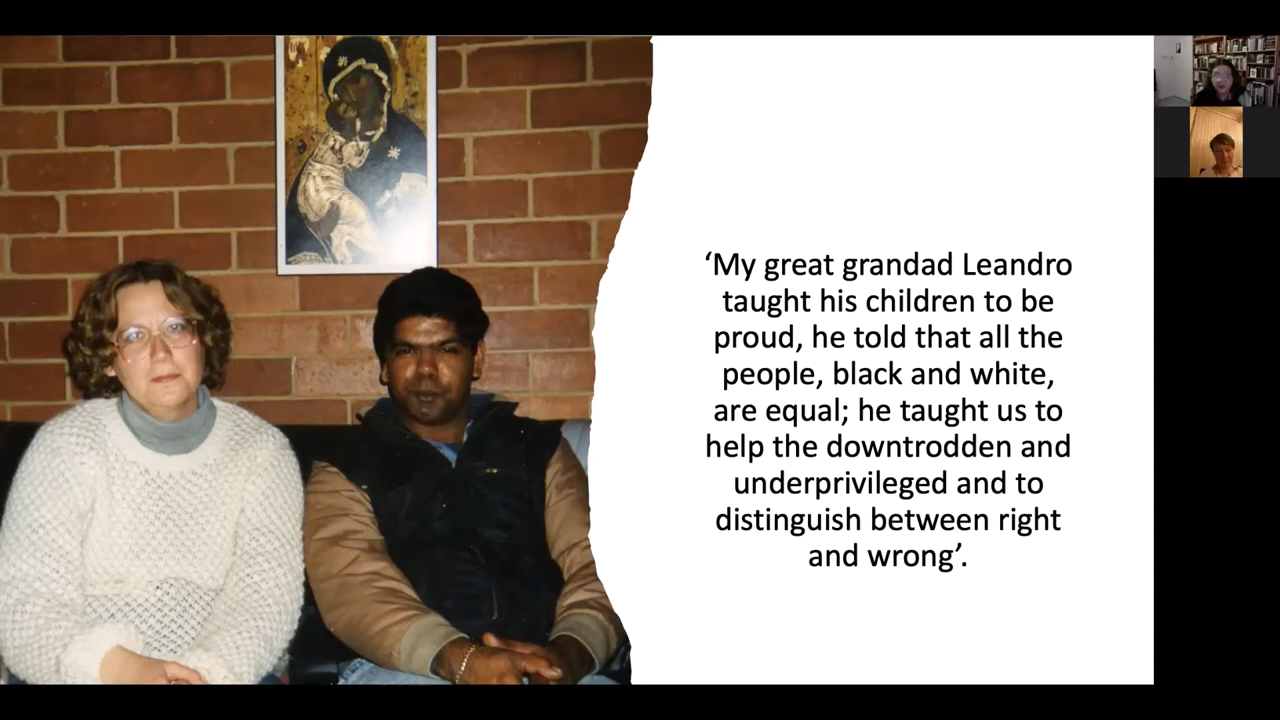 ‘My great grandad Leandro
taught his children to be
proud, he told that all the
people, black and white,
are equal; he taught us to
help the downtrodden and
underprivileged and to
distinguish between right
and wrong’.